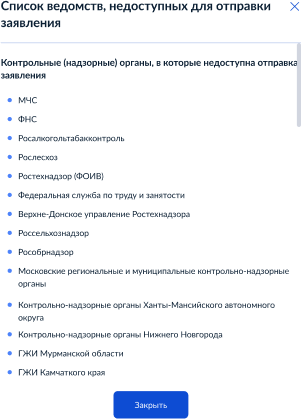 Список ведомств, недоступных для отправки
заявления
Контрольные (надзорные) органы, в которые недоступна отправка
заявления
МЧС
ФНС
Росалкогольтабакконтроль
Рослесхоз
Ростехнадзор (ФОИВ)
Федеральная служба по труду и занятости
Верхне-Донское управление Ростехнадзора
Россельхознадзор
Рособрнадзор
Московские региональные и муниципальные контрольно-надзорные
органы
Контрольно-надзорные органы Ханты-Мансийского автономного
округа
Контрольно-надзорные органы Нижнего Новгорода
ГЖИ Мурманской области
ГЖИ Камчаткого края
Закрыть